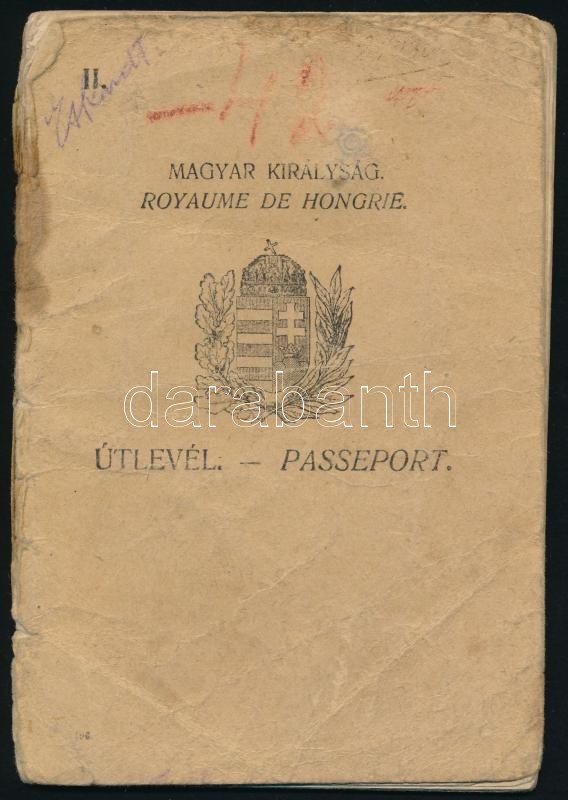 II.
MAGYAR KIRÁLYSÁG.
ROYAUME DE HONGRIE.
darabanth
ÚTLEVÉL. — PASSEPORT.